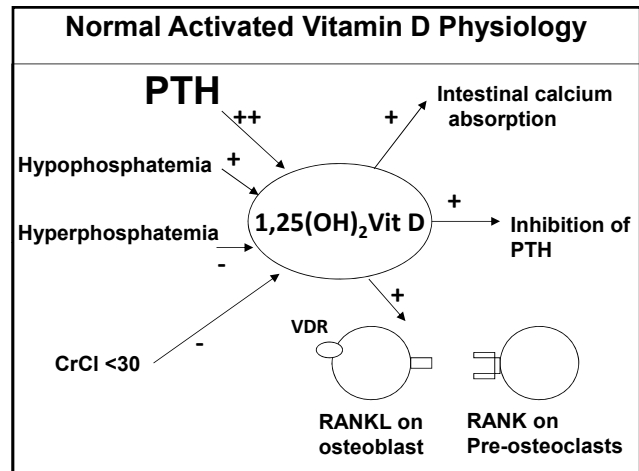 Normal Activated Vitamin D Physiology
PTH
++
Intestinal calcium
absorption
+
Hypophosphatemia
+
1,25(OH)₂Vit D
+
Inhibition of
PTH
Hyperphosphatemia
-
+
VDR
CrCl <30
-
RANKL on
osteoblast
RANK on
Pre-osteoclasts